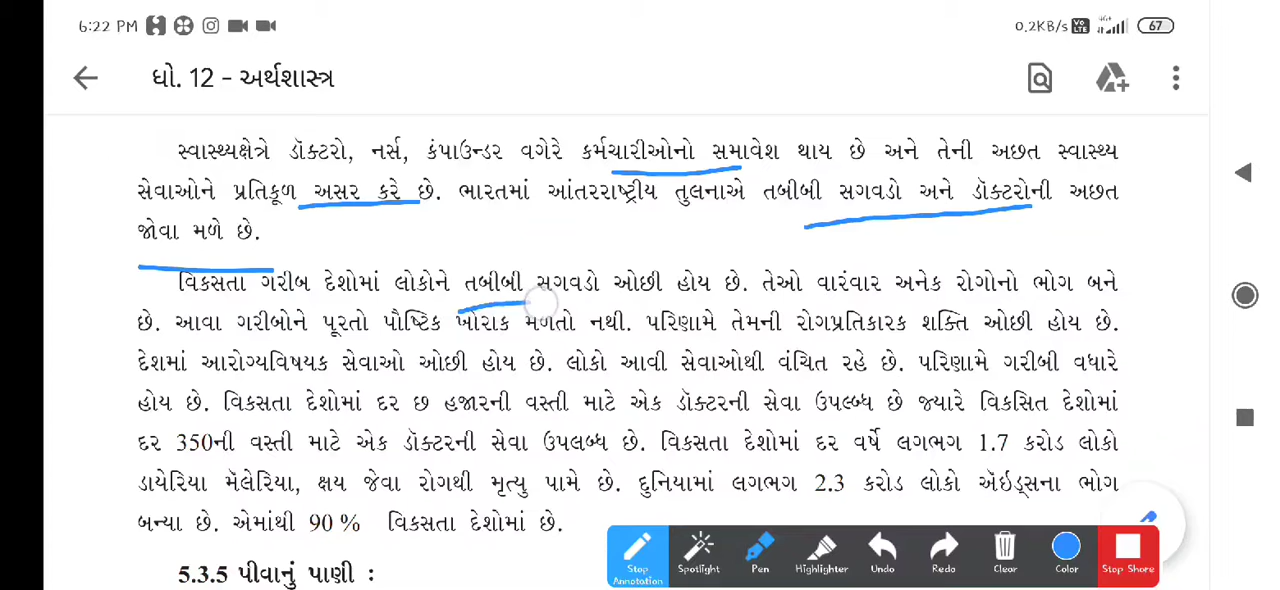 6:22 PM
0.2KB/s Vo LTE 4G+ 67
ધો. 12 - અર્થશાસ્ત્ર
સ્વાસ્થ્યક્ષેત્રે ડૉક્ટરો, નર્સ, કંપાઉન્ડર વગેરે કર્મચારીઓનો સમાવેશ થાય છે અને તેની અછત સ્વાસ્થ્ય
સેવાઓને પ્રતિકૂળ અસર કરે છે. ભારતમાં આંતરરાષ્ટ્રીય તુલનાએ તબીબી સગવડો અને ડૉક્ટરોની અછત
જોવા મળે છે.
વિકસતા ગરીબ દેશોમાં લોકોને તબીબી સગવડો ઓછી હોય છે. તેઓ વારંવાર અનેક રોગોનો ભોગ બને
છે. આવા ગરીબોને પૂરતો પૌષ્ટિક ખોરાક મળતો નથી. પરિણામે તેમની રોગપ્રતિકારક શક્તિ ઓછી હોય છે.
દેશમાં આરોગ્યવિષયક સેવાઓ ઓછી હોય છે. લોકો આવી સેવાઓથી વંચિત રહે છે. પરિણામે ગરીબી વધારે
હોય છે. વિકસતા દેશોમાં દર છ હજારની વસ્તી માટે એક ડૉક્ટરની સેવા ઉપલબ્ધ છે જ્યારે વિકસિત દેશોમાં
દર 350ની વસ્તી માટે એક ડૉક્ટરની સેવા ઉપલબ્ધ છે. વિકસતા દેશોમાં દર વર્ષે લગભગ 1.7 કરોડ લોકો
ડાયેરિયા મૅલેરિયા, ક્ષય જેવા રોગથી મૃત્યુ પામે છે. દુનિયામાં લગભગ 2.3 કરોડ લોકો ઍઇડ્સના ભોગ
બન્યા છે. એમાંથી 90 % વિકસતા દેશોમાં છે.
5.3.5 પીવાનું પાણી :
Stop Annotation Spotlight Pen Highlighter Undo Redo Clear Color Stop Share